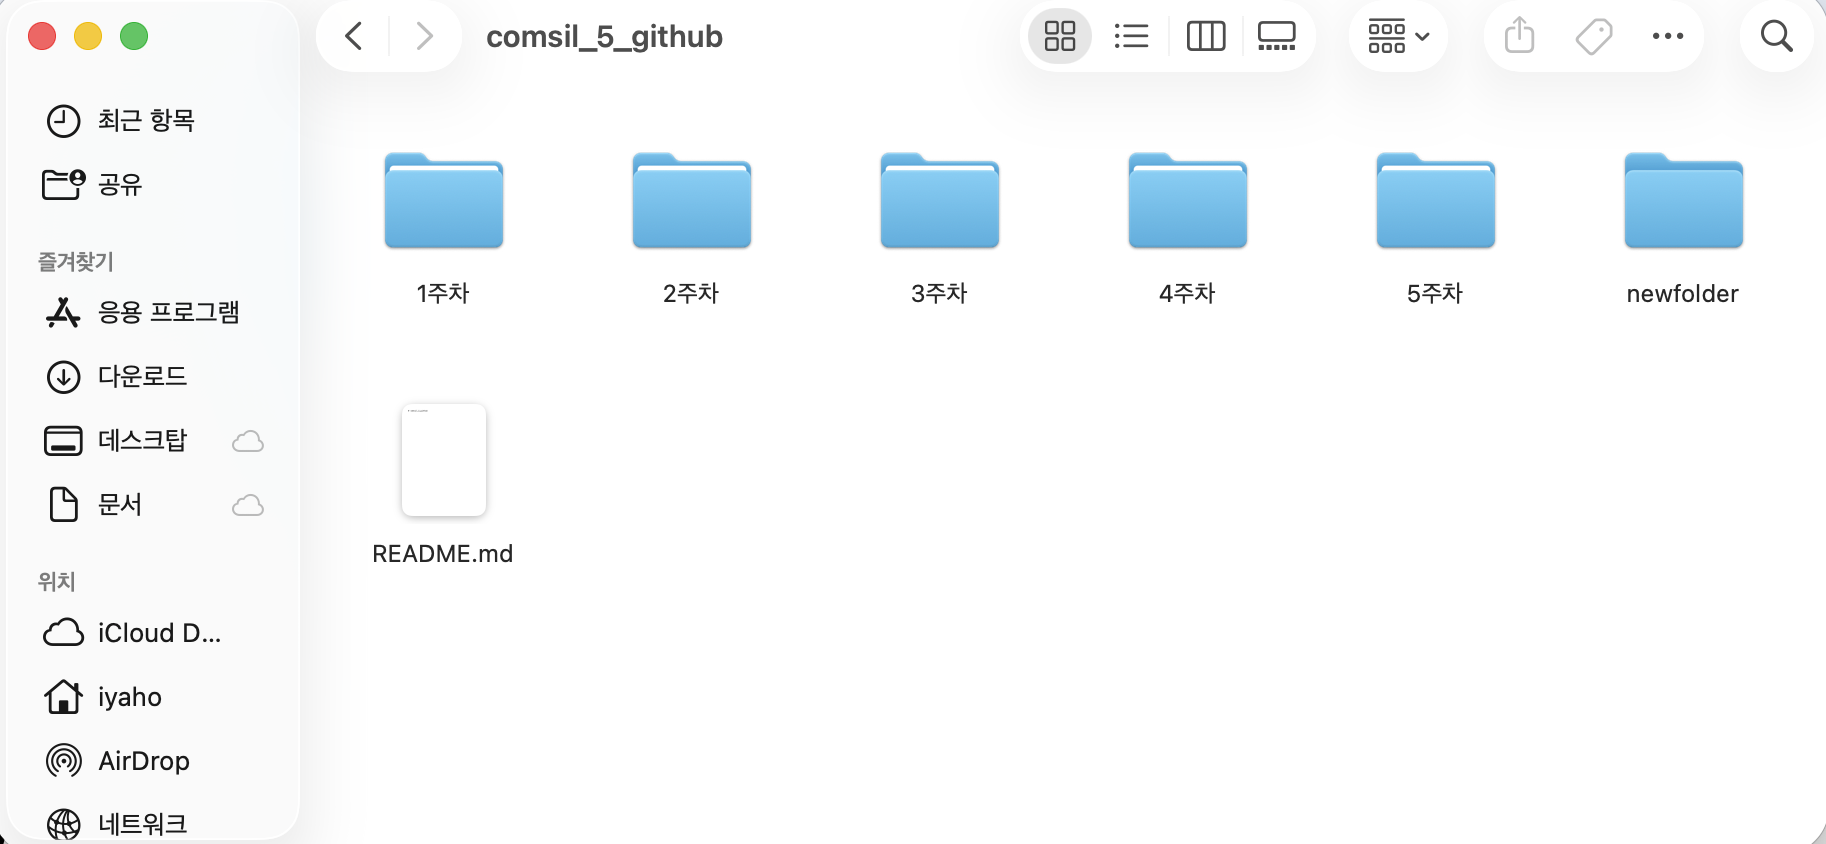 comsil_5_github
최근 항목
공유
즐겨찾기
응용 프로그램
다운로드
데스크탑
문서
위치
iCloud D...
iyaho
AirDrop
네트워크
1주차
2주차
3주차
4주차
5주차
newfolder
README.md